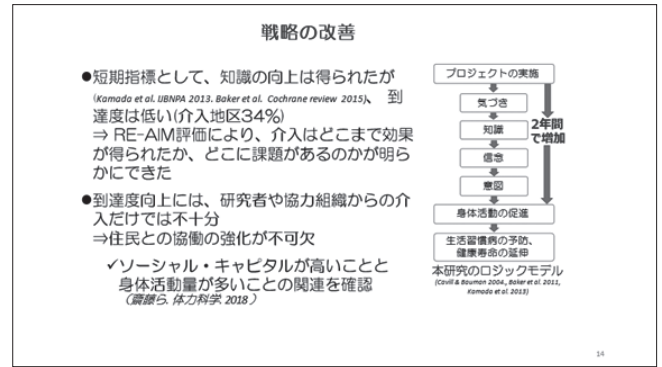 戦略の改善
●短期指標として、知識の向上は得られたが
(Kamada et al. IJBNPA 2013. Baker et al. Cochrane review 2015)、 到
達度は低い(介入地区34%)
⇒ RE-AIM評価により、介入はどこまで効果
が得られたか、どこに課題があるのかが明ら
かにできた
●到達度向上には、研究者や協力組織からの介
入だけでは不十分
⇒住民との協働の強化が不可欠
✓ソーシャル・キャピタルが高いことと
身体活動量が多いことの関連を確認
(齋藤ら. 体力科学. 2018)
プロジェクトの実施
気づき
知識
信念
意図
身体活動の促進
生活習慣病の予防、
健康寿命の延伸
2年間
で増加
本研究のロジックモデル
(Cavill & Bauman 2004., Baker et al. 2011,
Kamada et al. 2013)
14